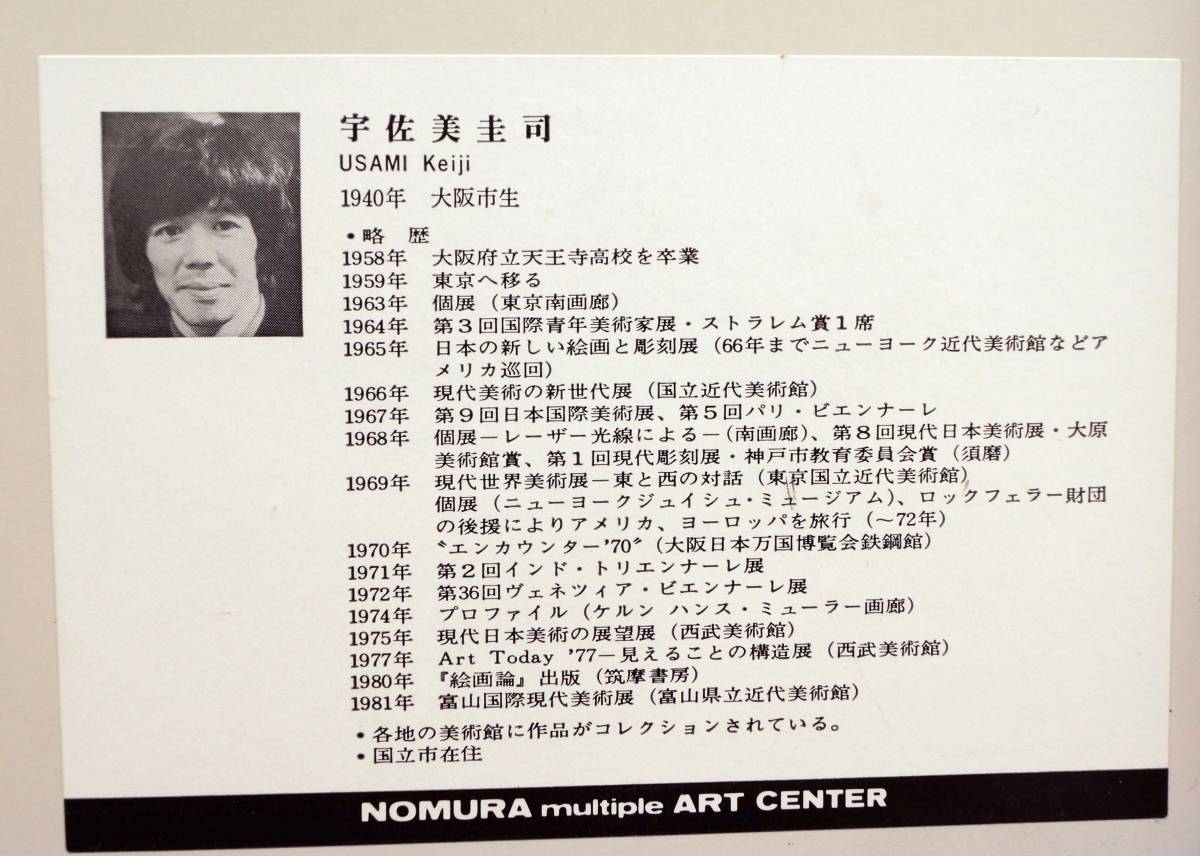 宇佐美圭司
USAMI Keiji
1940年　大阪市生
・略　歴
1958年　大阪府立天王寺高校を卒業
1959年　東京へ移る
1963年　個展（東京南画廊）
1964年　第３回国際青年美術家展・ストラレム賞１席
1965年　日本の新しい絵画と彫刻展（66年までニューヨーク近代美術館などア
メリカ巡回）
1966年　現代美術の新世代展（国立近代美術館）
1967年　第９回日本国際美術展、第５回パリ・ビエンナーレ
1968年　個展－レーザー光線による－（南画廊）、第８回現代日本美術展・大原
美術館賞、第１回現代彫刻展・神戸市教育委員会賞（須磨）
1969年　現代世界美術展－東と西の対話（東京国立近代美術館）
個展（ニューヨークジュイシュ・ミュージアム）、ロックフェラー財団
の後援によりアメリカ、ヨーロッパを旅行（～72年）
1970年　〝エンカウンター'70〟（大阪日本万国博覧会鉄鋼館）
1971年　第２回インド・トリエンナーレ展
1972年　第36回ヴェネツィア・ビエンナーレ展
1974年　プロファイル（ケルン ハンス・ミューラー画廊）
1975年　現代日本美術の展望展（西武美術館）
1977年　Art Today '77－見えることの構造展（西武美術館）
1980年　『絵画論』出版（筑摩書房）
1981年　富山国際現代美術展（富山県立近代美術館）
・各地の美術館に作品がコレクションされている。
・国立市在住
NOMURA multiple ART CENTER